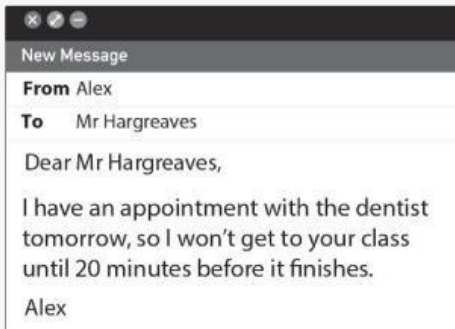 New Message
From Alex
To Mr Hargreaves
Dear Mr Hargreaves,
I have an appointment with the dentist
tomorrow, so I won't get to your class
until 20 minutes before it finishes.
Alex